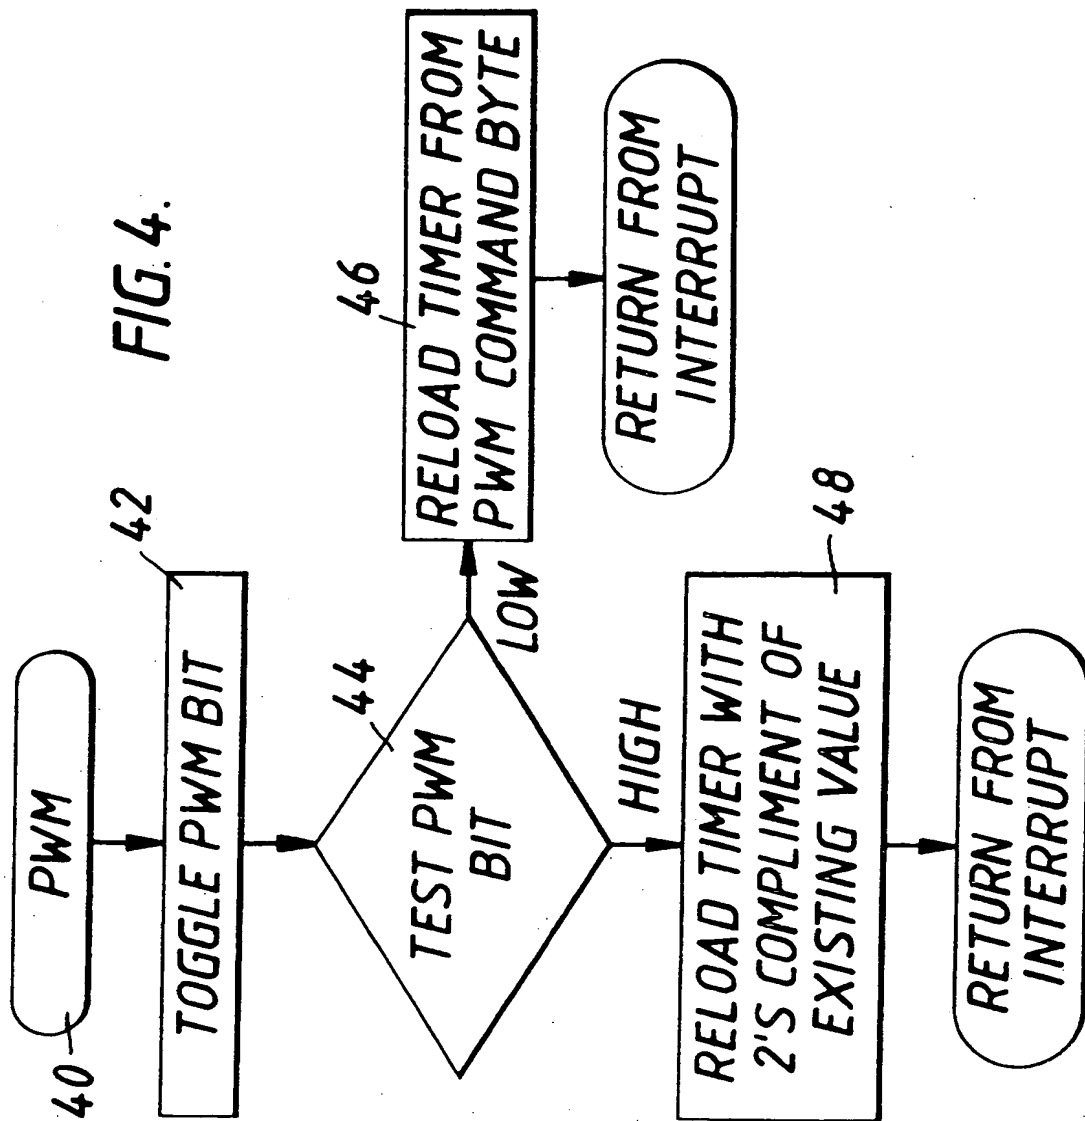 FIG. 4.
40
PWM
42
TOGGLE PWM BIT
44
TEST PWM
BIT
LOW
46
RELOAD TIMER FROM
PWM COMMAND BYTE
RETURN FROM
INTERRUPT
HIGH
48
RELOAD TIMER WITH
2'S COMPLIMENT OF
EXISTING VALUE
RETURN FROM
INTERRUPT